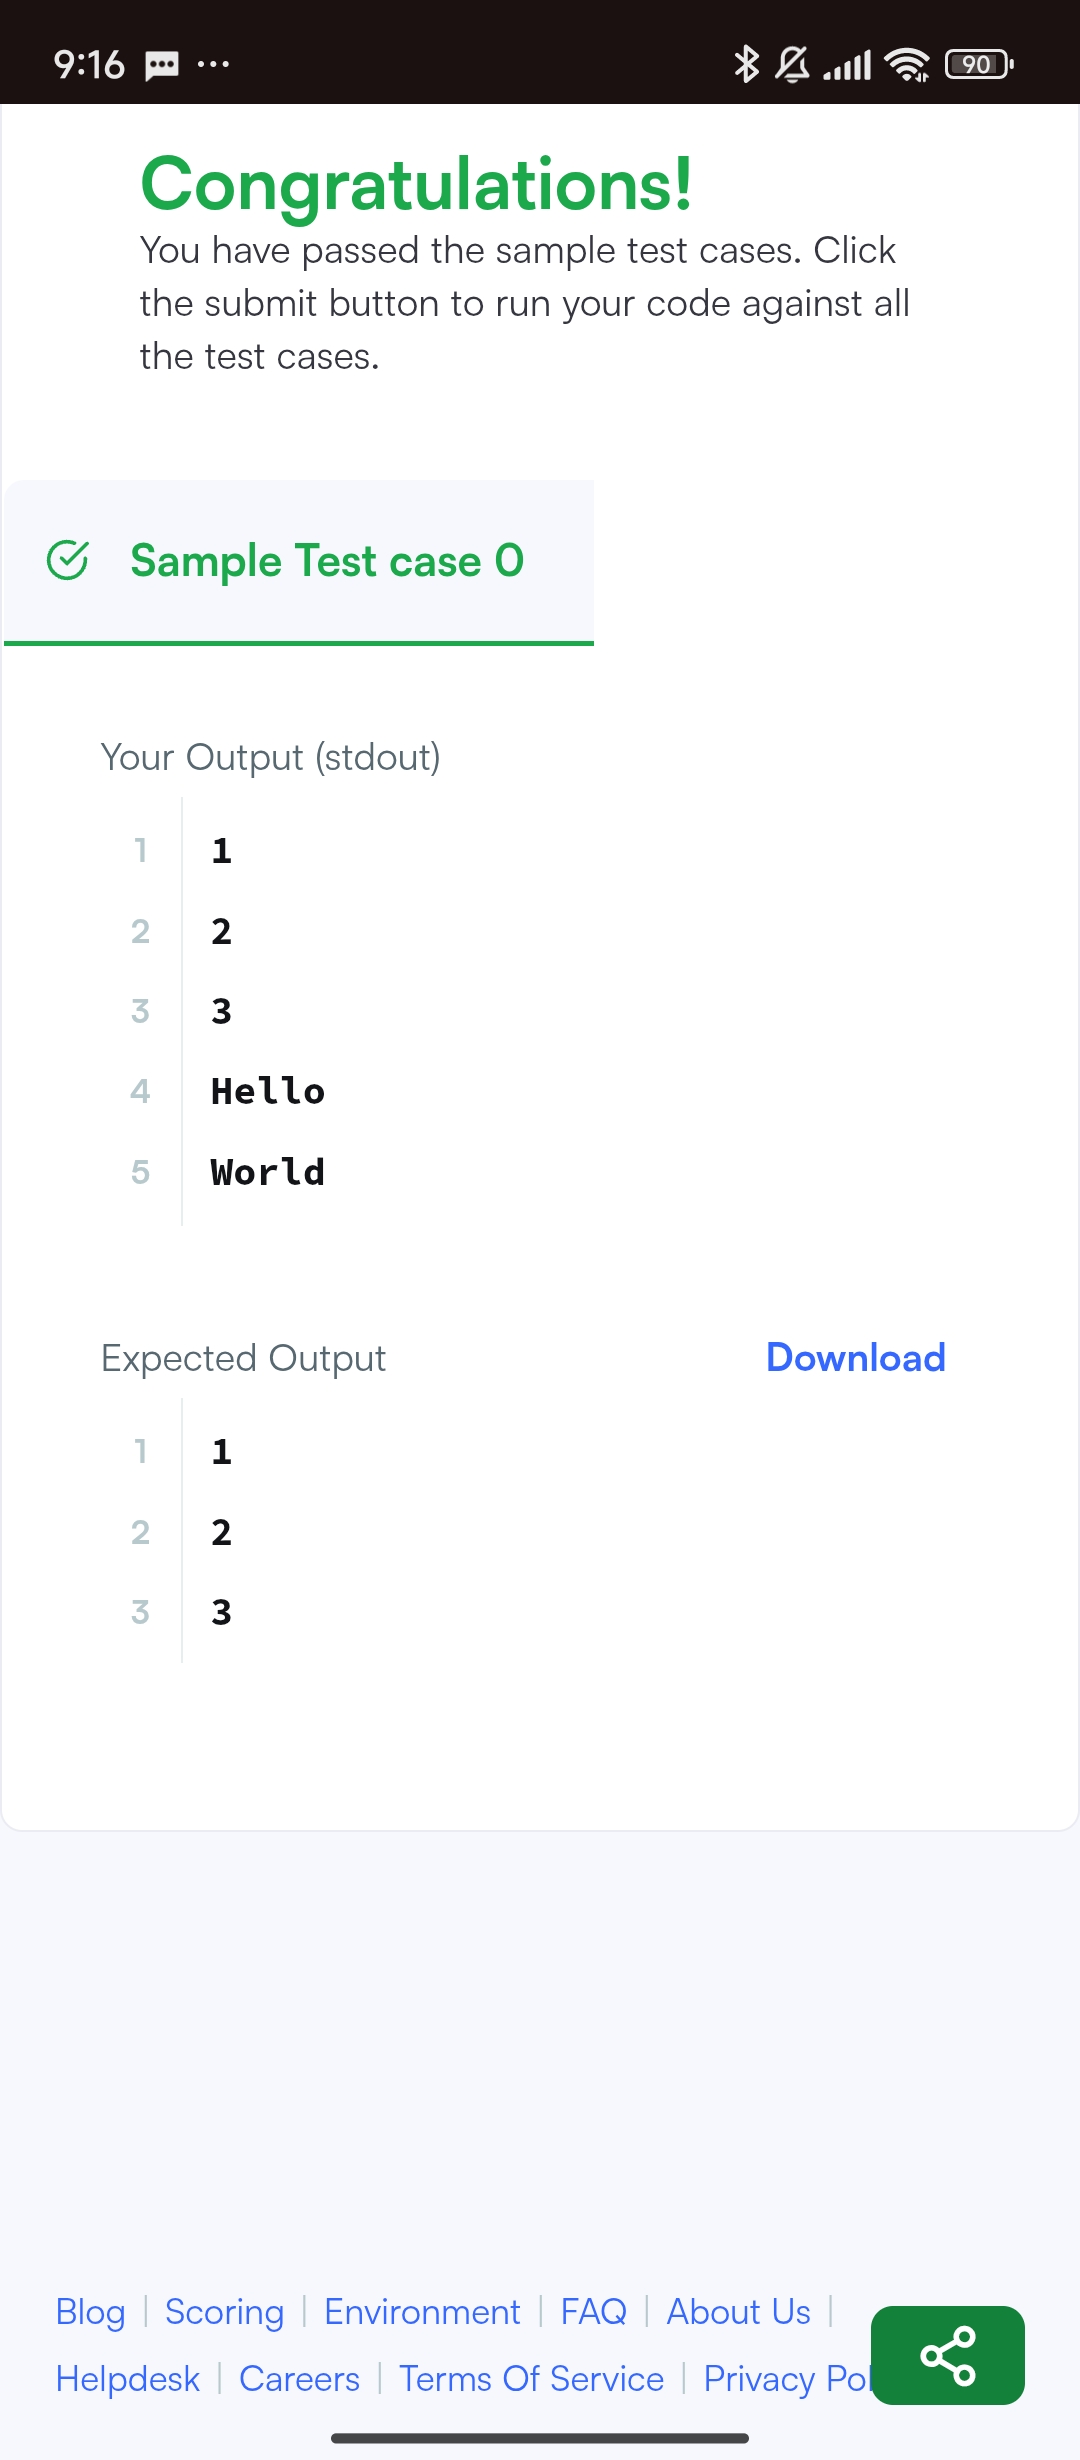 9:16
90
Congratulations!
You have passed the sample test cases. Click
the submit button to run your code against all
the test cases.
Sample Test case 0
Your Output (stdout)
1 1
2 2
3 3
4 Hello
5 World
Expected Output Download
1 1
2 2
3 3
Blog | Scoring | Environment | FAQ | About Us |
Helpdesk | Careers | Terms Of Service | Privacy